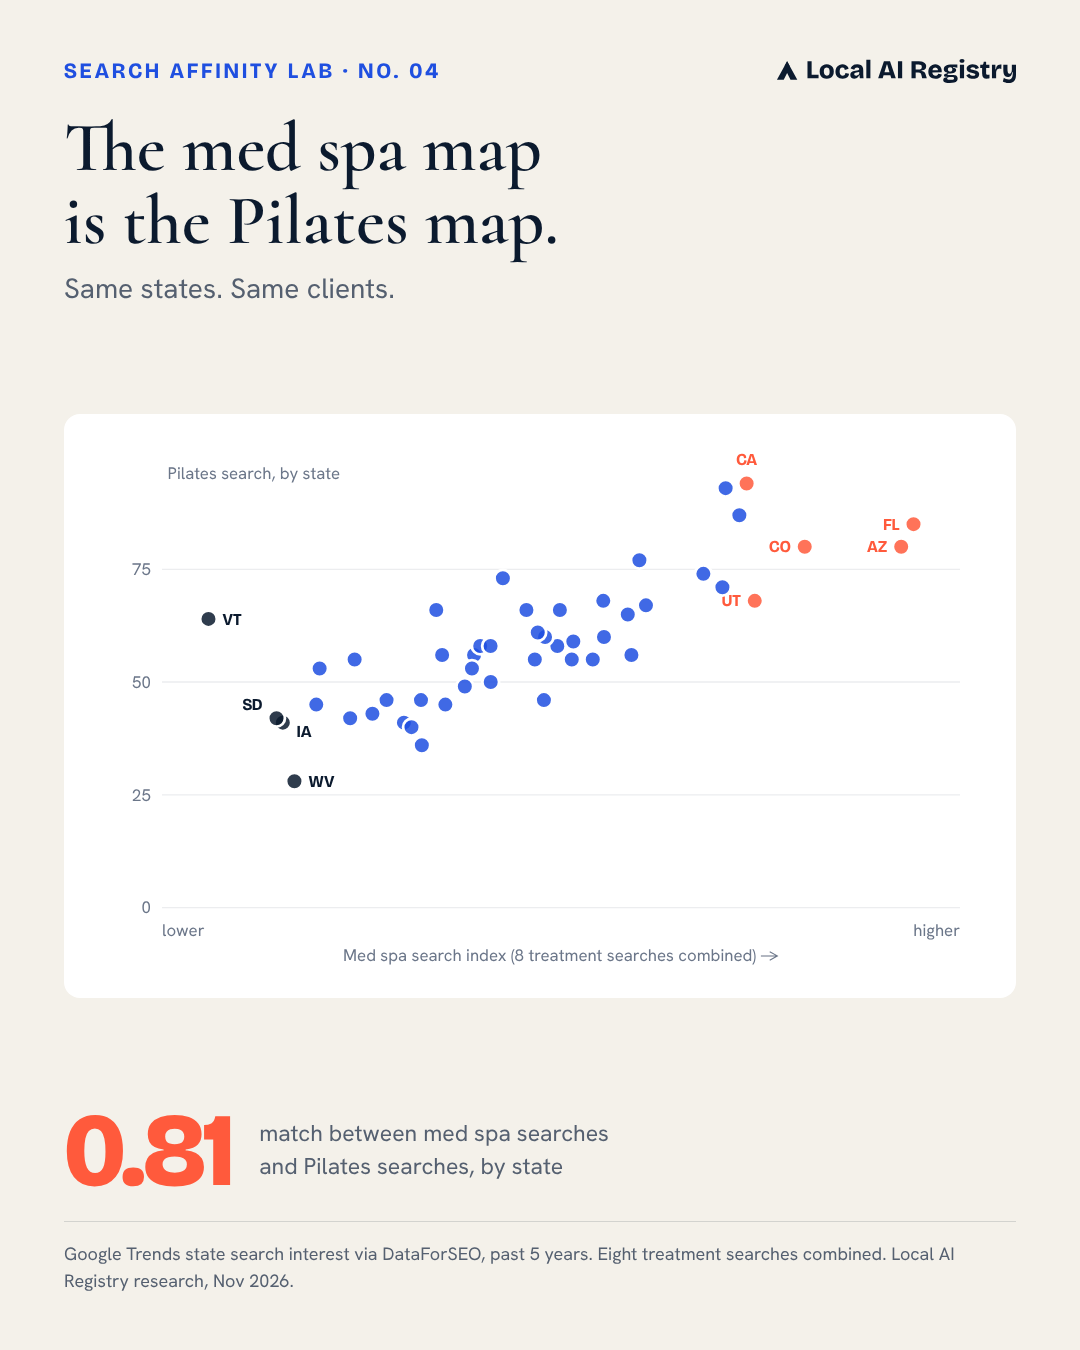 SEARCH AFFINITY LAB · NO. 04
Local AI Registry
The med spa map
is the Pilates map.
Same states. Same clients.
Pilates search, by state
CA
FL
CO
AZ
75
UT
VT
50
SD
IA
WV
25
0
lower
higher
Med spa search index (8 treatment searches combined) →
0.81
match between med spa searches
and Pilates searches, by state
Google Trends state search interest via DataForSEO, past 5 years. Eight treatment searches combined. Local AI
Registry research, Nov 2026.